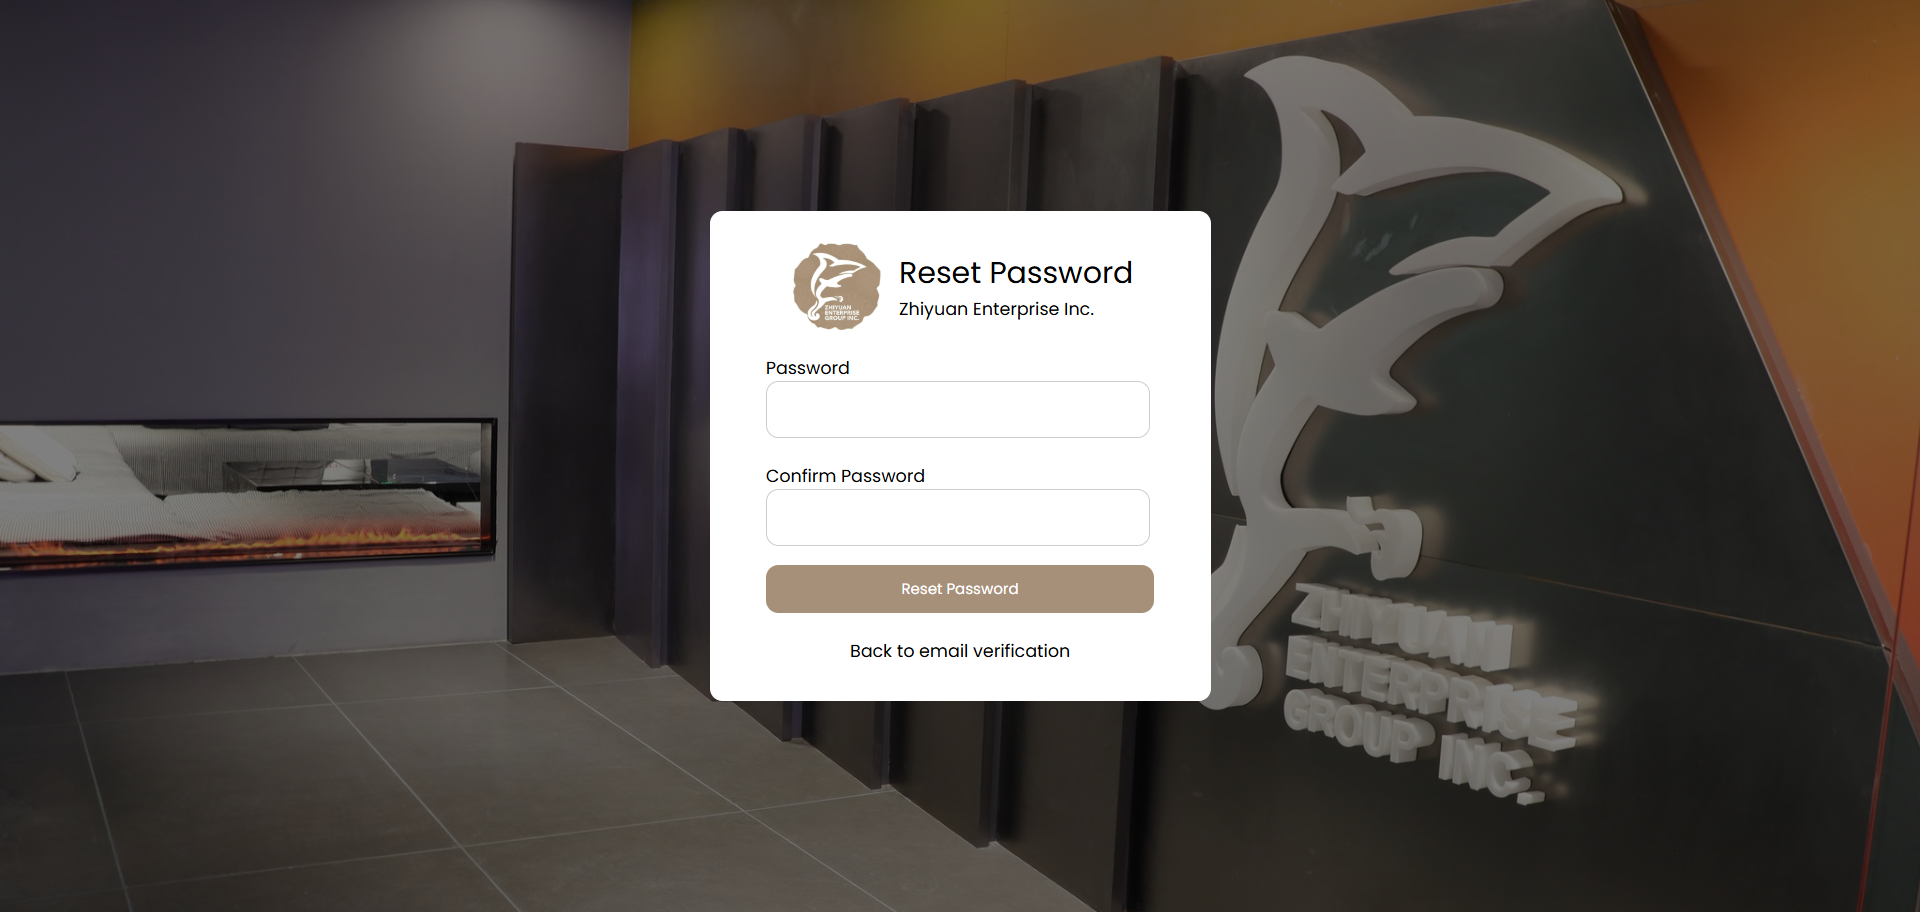 Reset Password
Zhiyuan Enterprise Inc.
ZHIYUAN
ENTERPRISE
GROUP INC.
Password
Confirm Password
Reset Password
Back to email verification
ZHIYUAN
ENTERPRISE
GROUP INC.